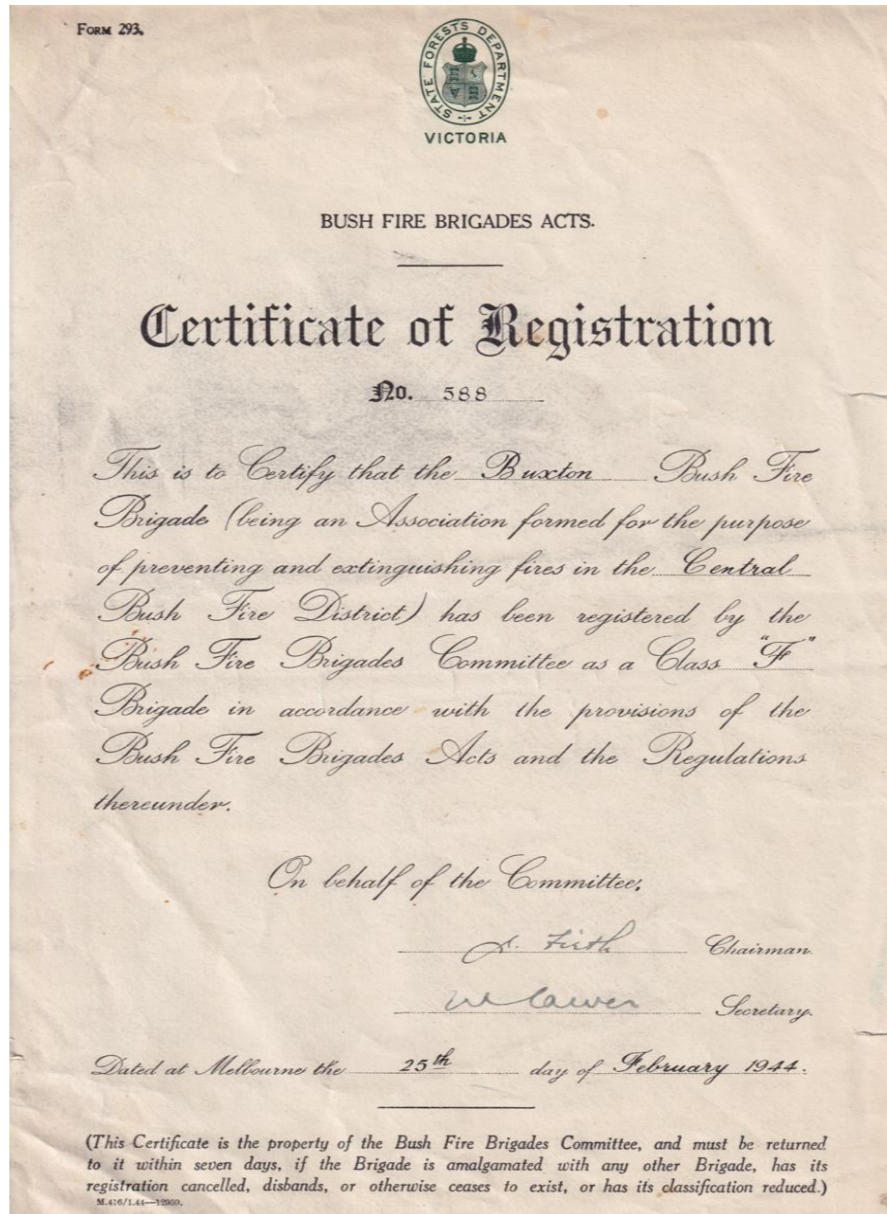 FORM 293.
STATE FORESTS DEPARTMENT
VICTORIA
BUSH FIRE BRIGADES ACTS.
Certificate of Registration
No. 588
This is to Certify that the Buxton Bush Fire
Brigade (being an Association formed for the purpose
of preventing and extinguishing fires in the Central
Bush Fire District) has been registered by the
Bush Fire Brigades Committee as a Class "F"
Brigade in accordance with the provisions of the
Bush Fire Brigades Acts and the Regulations
thereunder.
On behalf of the Committee,
Chairman.
Secretary.
Dated at Melbourne the 25th day of February 1944.
(This Certificate is the property of the Bush Fire Brigades Committee, and must be returned
to it within seven days, if the Brigade is amalgamated with any other Brigade, has its
registration cancelled, disbands, or otherwise ceases to exist, or has its classification reduced.)